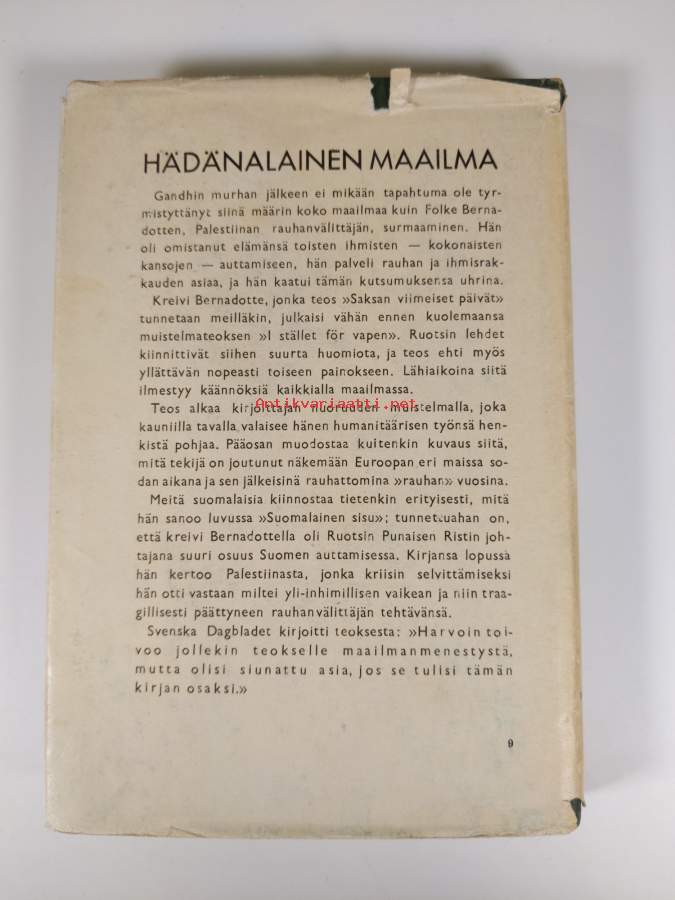 HÄDÄNALAINEN MAAILMA
Gandhin murhan jälkeen ei mikään tapahtuma ole tyr-
mistyttänyt siinä määrin koko maailmaa kuin Folke Berna-
dotten, Palestiinan rauhanvälittäjän, surmaaminen. Hän
oli omistanut elämänsä toisten ihmisten — kokonaisten
kansojen — auttamiseen, hän palveli rauhan ja ihmisrak-
kauden asiaa, ja hän kaatui tämän kutsumuksensa uhrina.
Kreivi Bernadotte, jonka teos »Saksan viimeiset päivät»
tunnetaan meilläkin, julkaisi vähän ennen kuolemaansa
muistelmateoksen »I stället för vapen». Ruotsin lehdet
kiinnittivät siihen suurta huomiota, ja teos ehti myös
yllättävän nopeasti toiseen painokseen. Lähiaikoina siitä
ilmestyy käännöksiä kaikkialla maailmassa.
Antikvariaatti.net
Teos alkaa kirjoittajan nuoruuden muistelmalla, joka
kauniilla tavalla valaisee hänen humanitäärisen työnsä hen-
kistä pohjaa. Pääosan muodostaa kuitenkin kuvaus siitä,
mitä tekijä on joutunut näkemään Euroopan eri maissa so-
dan aikana ja sen jälkeisinä rauhattomina »rauhan» vuosina.
Meitä suomalaisia kiinnostaa tietenkin erityisesti, mitä
hän sanoo luvussa »Suomalainen sisu»; tunnettuahan on,
että kreivi Bernadottella oli Ruotsin Punaisen Ristin joh-
tajana suuri osuus Suomen auttamisessa. Kirjansa lopussa
hän kertoo Palestiinasta, jonka kriisin selvittämiseksi
hän otti vastaan miltei yli-inhimillisen vaikean ja niin traa-
gillisesti päättyneen rauhanvälittäjän tehtävänsä.
Svenska Dagbladet kirjoitti teoksesta: »Harvoin toi-
voo jollekin teokselle maailmanmenestystä,
mutta olisi siunattu asia, jos se tulisi tämän
kirjan osaksi.»
9